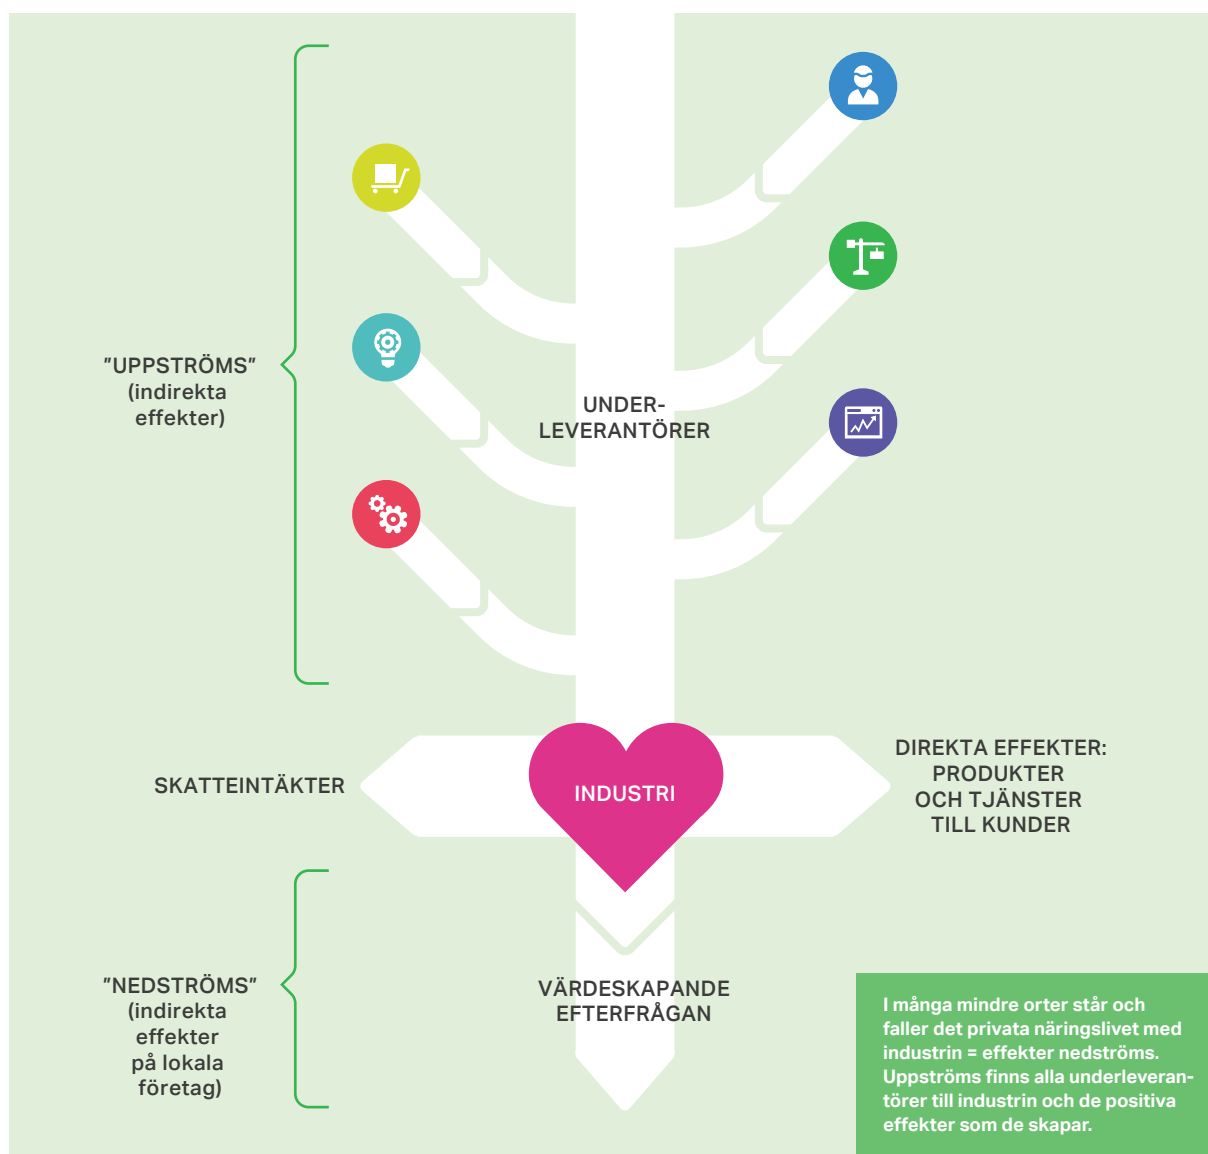 ”UPPSTRÖMS”
(indirekta
effekter)
UNDER-
LEVERANTÖRER
SKATTEINTÄKTER
INDUSTRI
DIREKTA EFFEKTER:
PRODUKTER
OCH TJÄNSTER
TILL KUNDER
”NEDSTRÖMS”
(indirekta
effekter
på lokala
företag)
VÄRDESKAPANDE
EFTERFRÅGAN
I många mindre orter står och
faller det privata näringslivet med
industrin = effekter nedströms.
Uppströms finns alla underleveran-
törer till industrin och de positiva
effekter som de skapar.